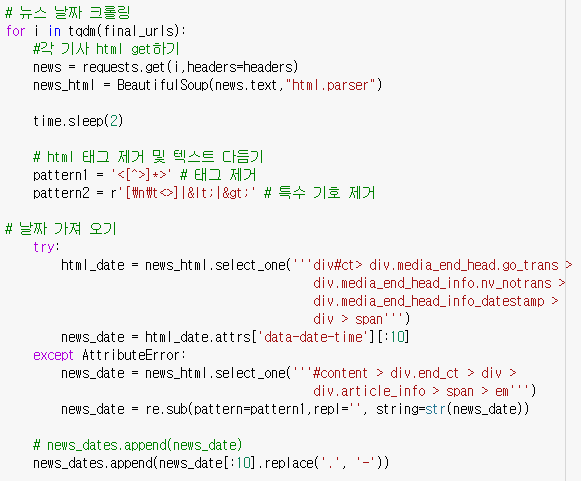 # 뉴스 날짜 크롤링
for i in tqdm(final_urls):
    #각 기사 html get하기
    news = requests.get(i,headers=headers)
    news_html = BeautifulSoup(news.text,"html.parser")

    time.sleep(2)

    # html 태그 제거 및 텍스트 다듬기
    pattern1 = '<[^>]*>' # 태그 제거
    pattern2 = r'[₩n₩t<>]|&lt;|&gt;' # 특수 기호 제거

# 날짜 가져 오기
    try:
        html_date = news_html.select_one('''div#ct> div.media_end_head.go_trans >
                                            div.media_end_head_info.nv_notrans >
                                            div.media_end_head_info_datestamp >
                                            div > span''')
        news_date = html_date.attrs['data-date-time'][:10]
    except AttributeError:
        news_date = news_html.select_one('''#content > div.end_ct > div >
                                            div.article_info > span > em''')
        news_date = re.sub(pattern=pattern1,repl='', string=str(news_date))

    # news_dates.append(news_date)
    news_dates.append(news_date[:10].replace('.', '-'))